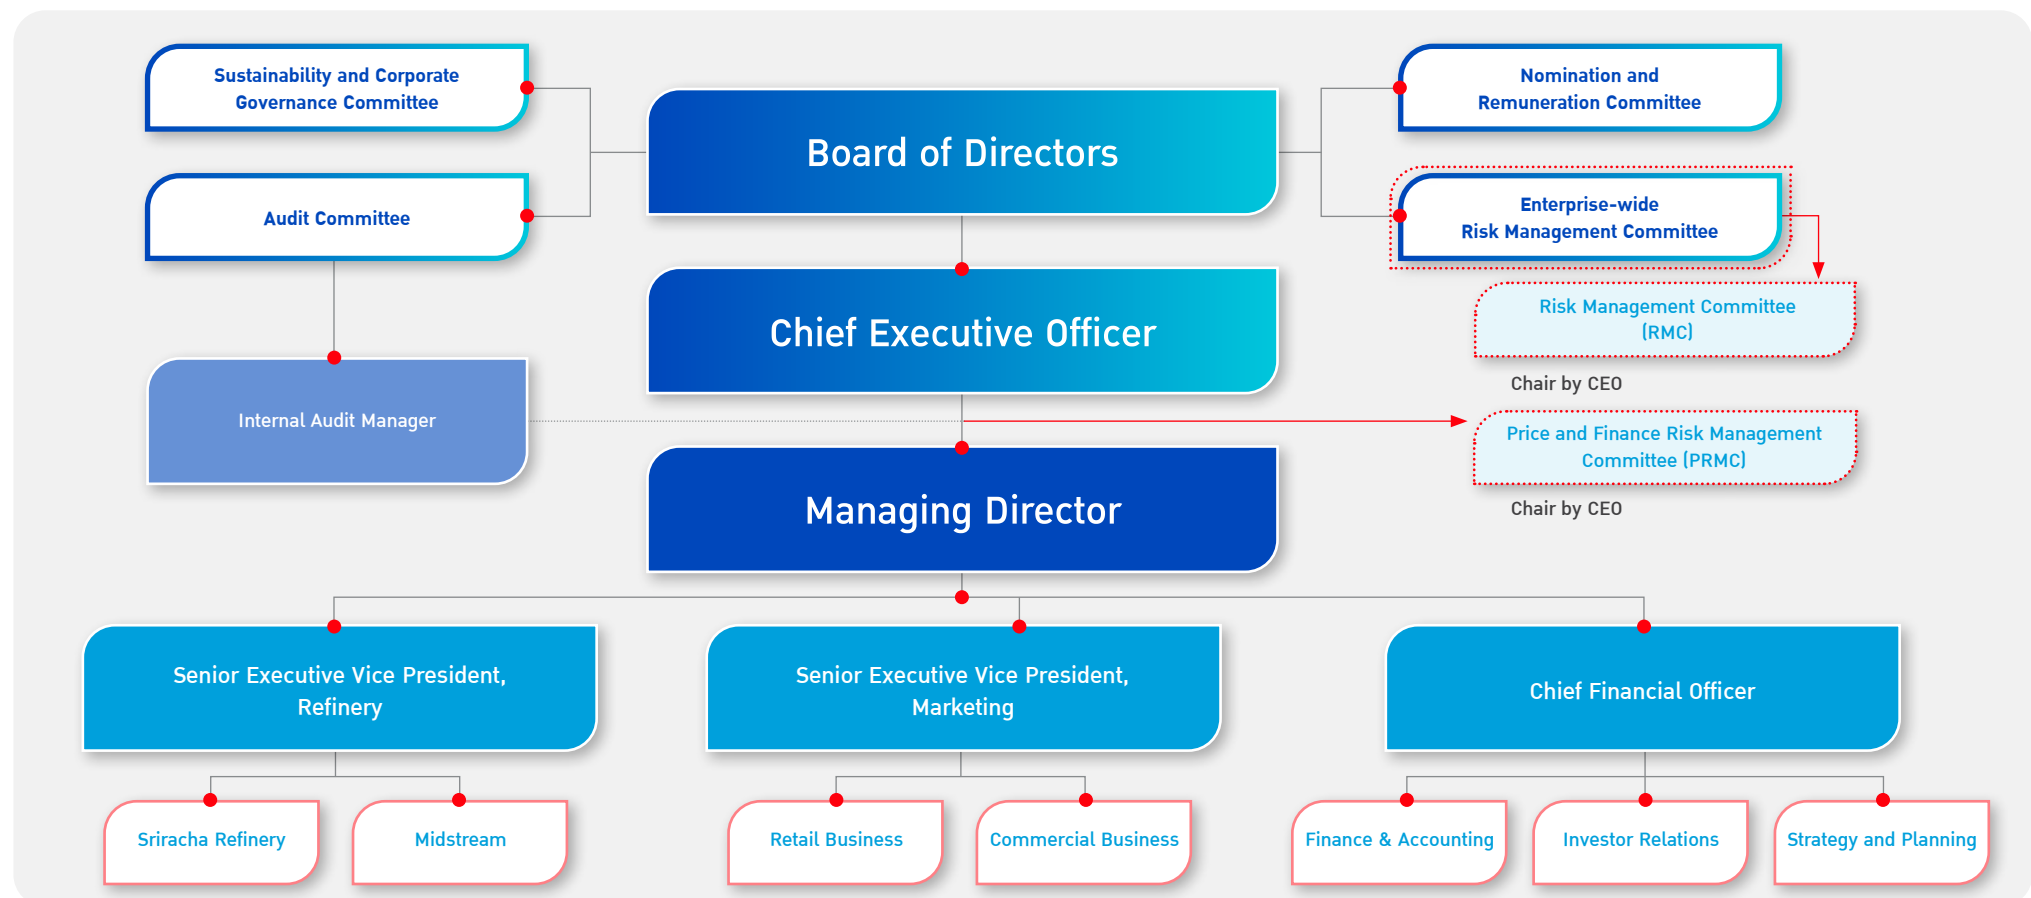 Sustainability and Corporate
Governance Committee
Audit Committee
Internal Audit Manager
Board of Directors
Chief Executive Officer
Managing Director
Nomination and
Remuneration Committee
Enterprise-wide
Risk Management Committee
Risk Management Committee
(RMC)
Chair by CEO
Price and Finance Risk Management
Committee (PRMC)
Chair by CEO
Senior Executive Vice President,
Refinery
Senior Executive Vice President,
Marketing
Chief Financial Officer
Sriracha Refinery
Midstream
Retail Business
Commercial Business
Finance & Accounting
Investor Relations
Strategy and Planning